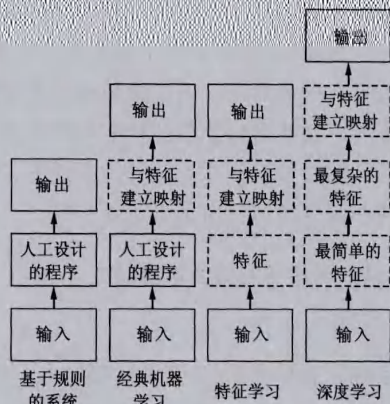 输出
与特征
建立映射
输出
输出
最复杂的
特征
与特征
建立映射
与特征
建立映射
输出
最简单的
特征
特征
人工设计
的程序
人工设计
的程序
输入
输入
输入
输入
基于规则
的系统
经典机器
学习
特征学习
深度学习